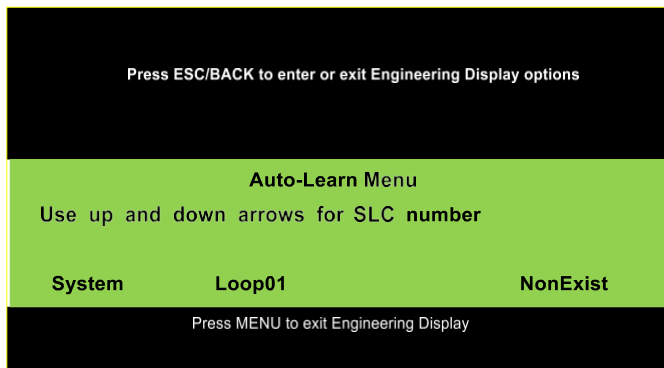 Press ESC/BACK to enter or exit Engineering Display options
Auto-Learn Menu
Use up and down arrows for SLC number
System Loop01 NonExist
Press MENU to exit Engineering Display